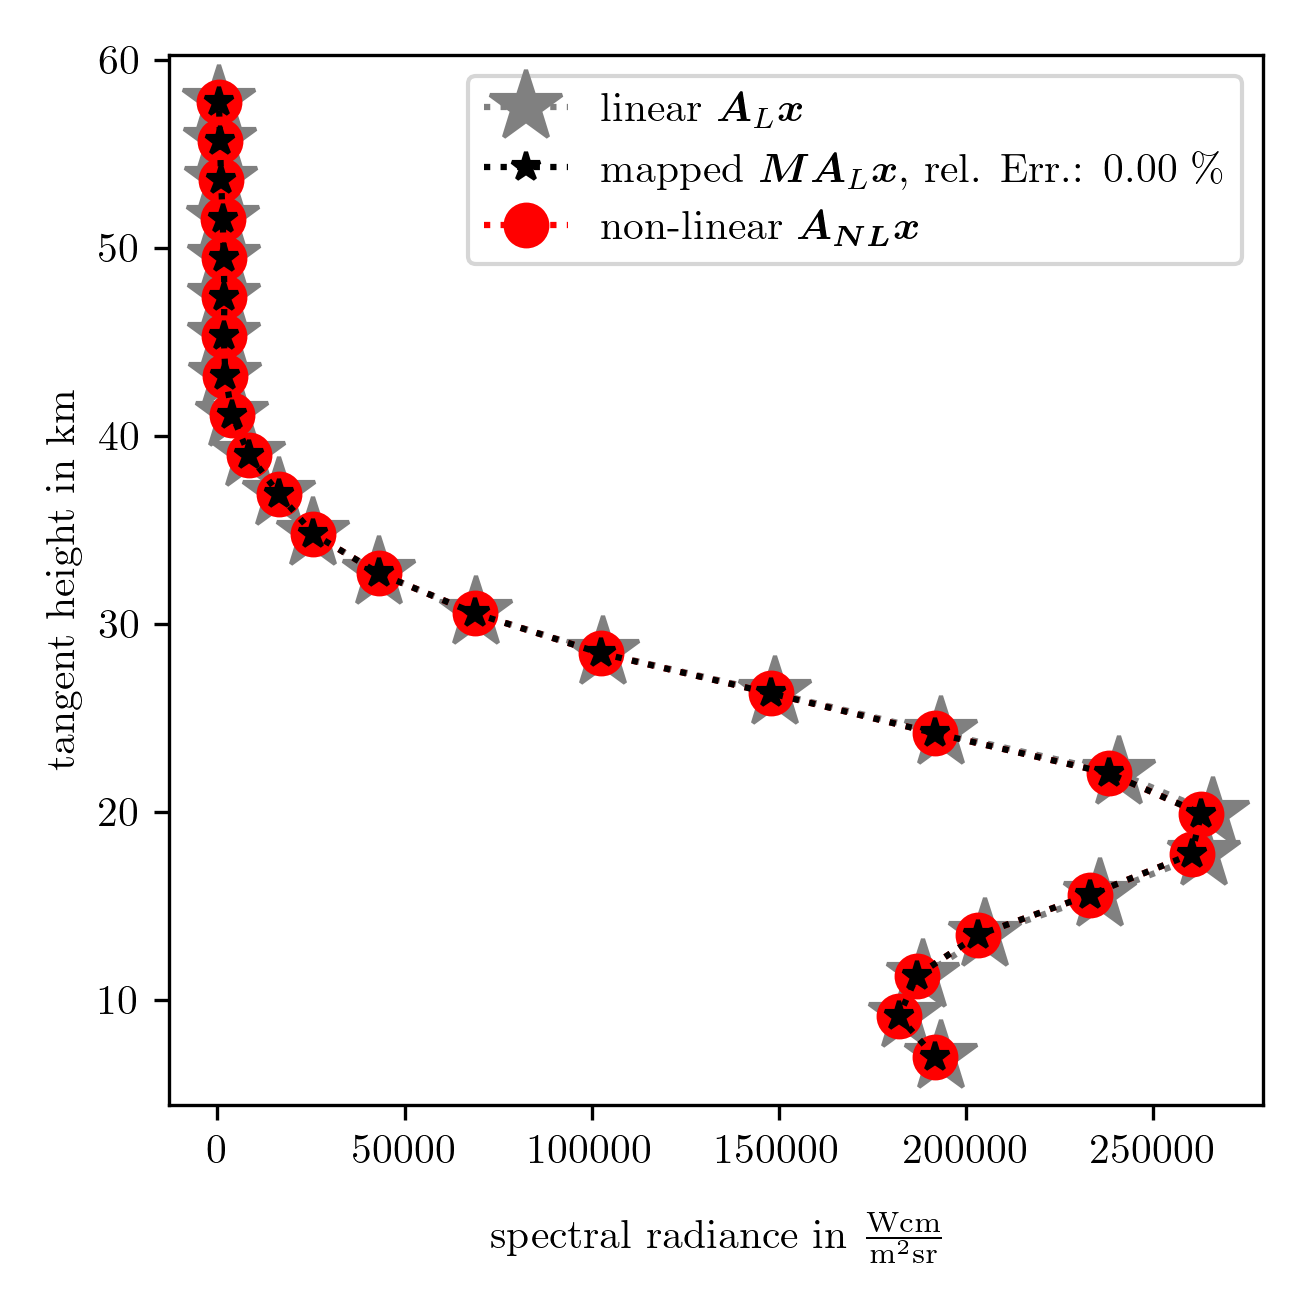 60
50
40
30
20
10
tangent height in km
linear A_L x
mapped M A_L x, rel. Err.: 0.00 %
non-linear A_NL x
0 50000 100000 150000 200000 250000
spectral radiance in Wcm/m²sr